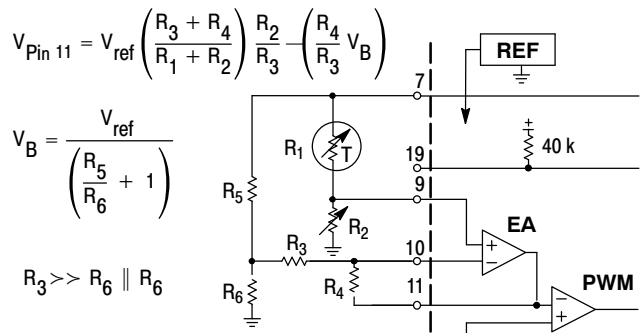 V_Pin 11 = V_ref ( (R_3 + R_4) / (R_1 + R_2) ) R_2 / R_3 − ( R_4 / R_3 V_B )
V_B = V_ref / ( R_5 / R_6 + 1 )
R_3 >> R_6 ∥ R_6
REF
7
R_1
T
40 k
+
19
9
R_5
EA
R_2
+
10
R_3
−
PWM
R_6
R_4
11
−
+